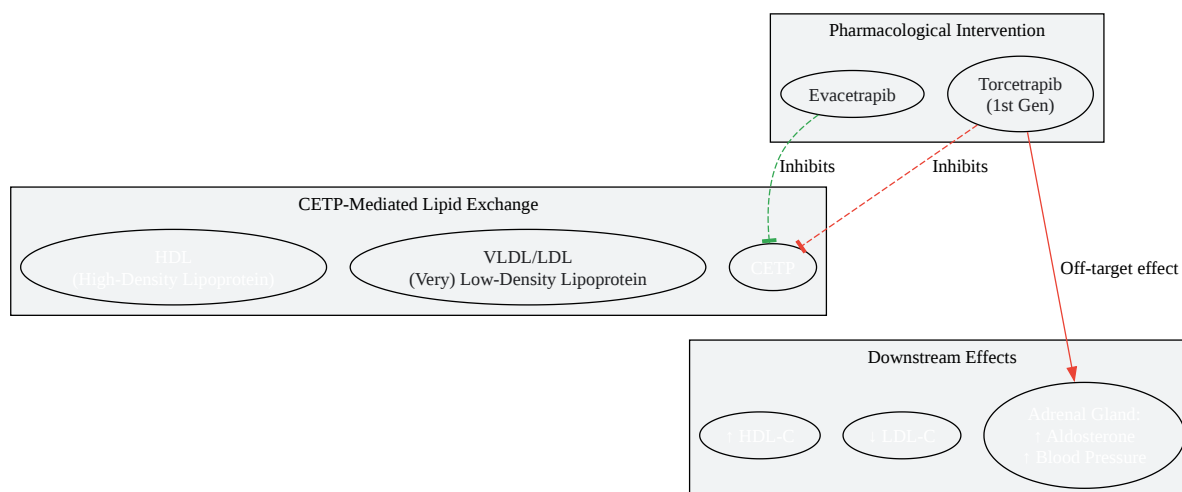 Pharmacological Intervention
Evacetrapib
Torcetrapib
(1st Gen)
Inhibits
Inhibits
CETP-Mediated Lipid Exchange
HDL
(High-Density Lipoprotein)
VLDL/LDL
(Very) Low-Density Lipoprotein
CETP
Off-target effect
Downstream Effects
↑ HDL-C
↓ LDL-C
Adrenal Gland:
↑ Aldosterone
↑ Blood Pressure